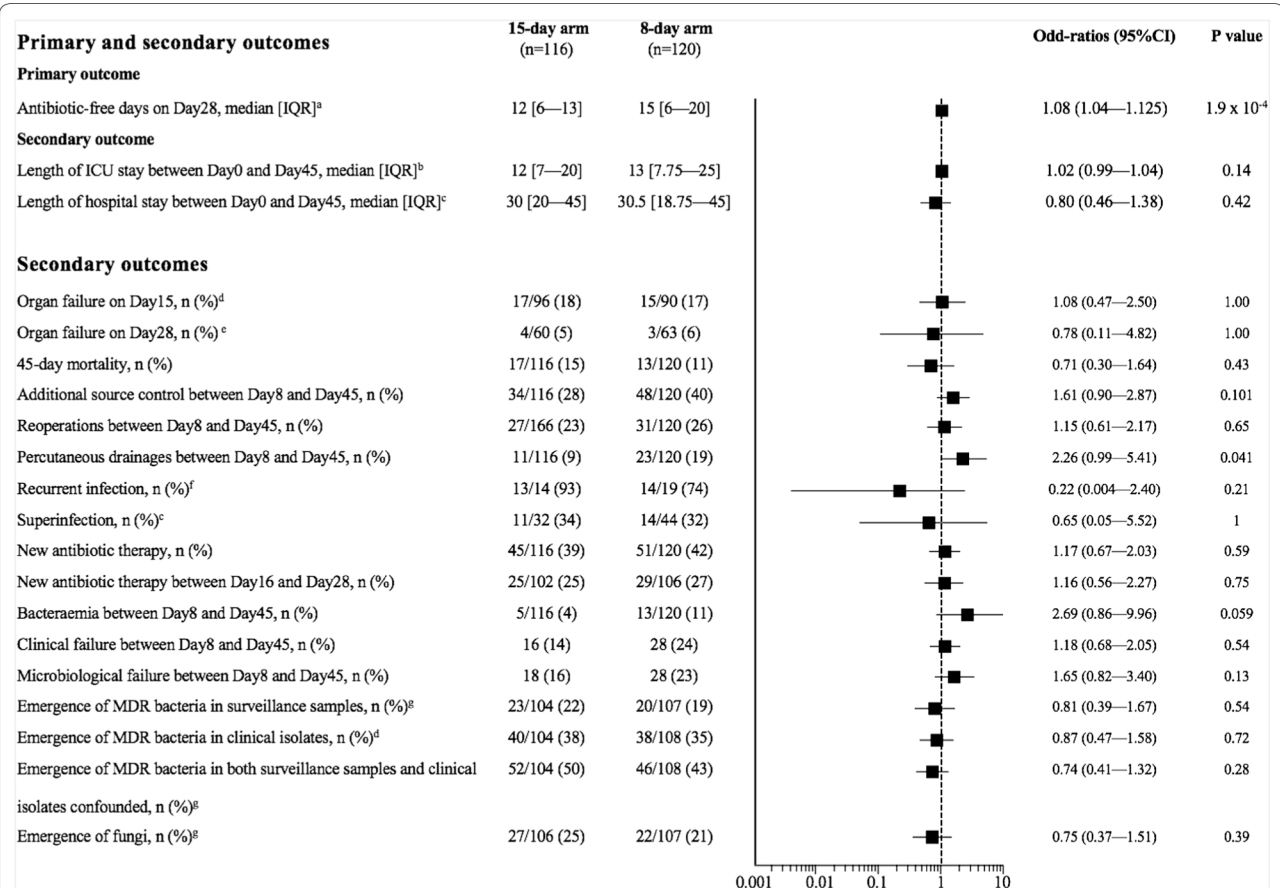 15-day arm 8-day arm
Primary and secondary outcomes (n=116) (n=120) Odd-ratios (95%CI) P value
Primary outcome
Antibiotic-free days on Day28, median [IQR]ᵃ 12 [6—13] 15 [6—20] 1.08 (1.04—1.125) 1.9 x 10⁻⁴
Secondary outcome
Length of ICU stay between Day0 and Day45, median [IQR]ᵇ 12 [7—20] 13 [7.75—25] 1.02 (0.99—1.04) 0.14
Length of hospital stay between Day0 and Day45, median [IQR]ᶜ 30 [20—45] 30.5 [18.75—45] 0.80 (0.46—1.38) 0.42
Secondary outcomes
Organ failure on Day15, n (%)ᵈ 17/96 (18) 15/90 (17) 1.08 (0.47—2.50) 1.00
Organ failure on Day28, n (%) ᵉ 4/60 (5) 3/63 (6) 0.78 (0.11—4.82) 1.00
45-day mortality, n (%) 17/116 (15) 13/120 (11) 0.71 (0.30—1.64) 0.43
Additional source control between Day8 and Day45, n (%) 34/116 (28) 48/120 (40) 1.61 (0.90—2.87) 0.101
Reoperations between Day8 and Day45, n (%) 27/166 (23) 31/120 (26) 1.15 (0.61—2.17) 0.65
Percutaneous drainages between Day8 and Day45, n (%) 11/116 (9) 23/120 (19) 2.26 (0.99—5.41) 0.041
Recurrent infection, n (%)ᶠ 13/14 (93) 14/19 (74) 0.22 (0.004—2.40) 0.21
Superinfection, n (%)ᶜ 11/32 (34) 14/44 (32) 0.65 (0.05—5.52) 1
New antibiotic therapy, n (%) 45/116 (39) 51/120 (42) 1.17 (0.67—2.03) 0.59
New antibiotic therapy between Day16 and Day28, n (%) 25/102 (25) 29/106 (27) 1.16 (0.56—2.27) 0.75
Bacteraemia between Day8 and Day45, n (%) 5/116 (4) 13/120 (11) 2.69 (0.86—9.96) 0.059
Clinical failure between Day8 and Day45, n (%) 16 (14) 28 (24) 1.18 (0.68—2.05) 0.54
Microbiological failure between Day8 and Day45, n (%) 18 (16) 28 (23) 1.65 (0.82—3.40) 0.13
Emergence of MDR bacteria in surveillance samples, n (%)ᵍ 23/104 (22) 20/107 (19) 0.81 (0.39—1.67) 0.54
Emergence of MDR bacteria in clinical isolates, n (%)ᵈ 40/104 (38) 38/108 (35) 0.87 (0.47—1.58) 0.72
Emergence of MDR bacteria in both surveillance samples and clinical 52/104 (50) 46/108 (43) 0.74 (0.41—1.32) 0.28
isolates confounded, n (%)ᵍ
Emergence of fungi, n (%)ᵍ 27/106 (25) 22/107 (21) 0.75 (0.37—1.51) 0.39
0.001 0.01 0.1 1 10